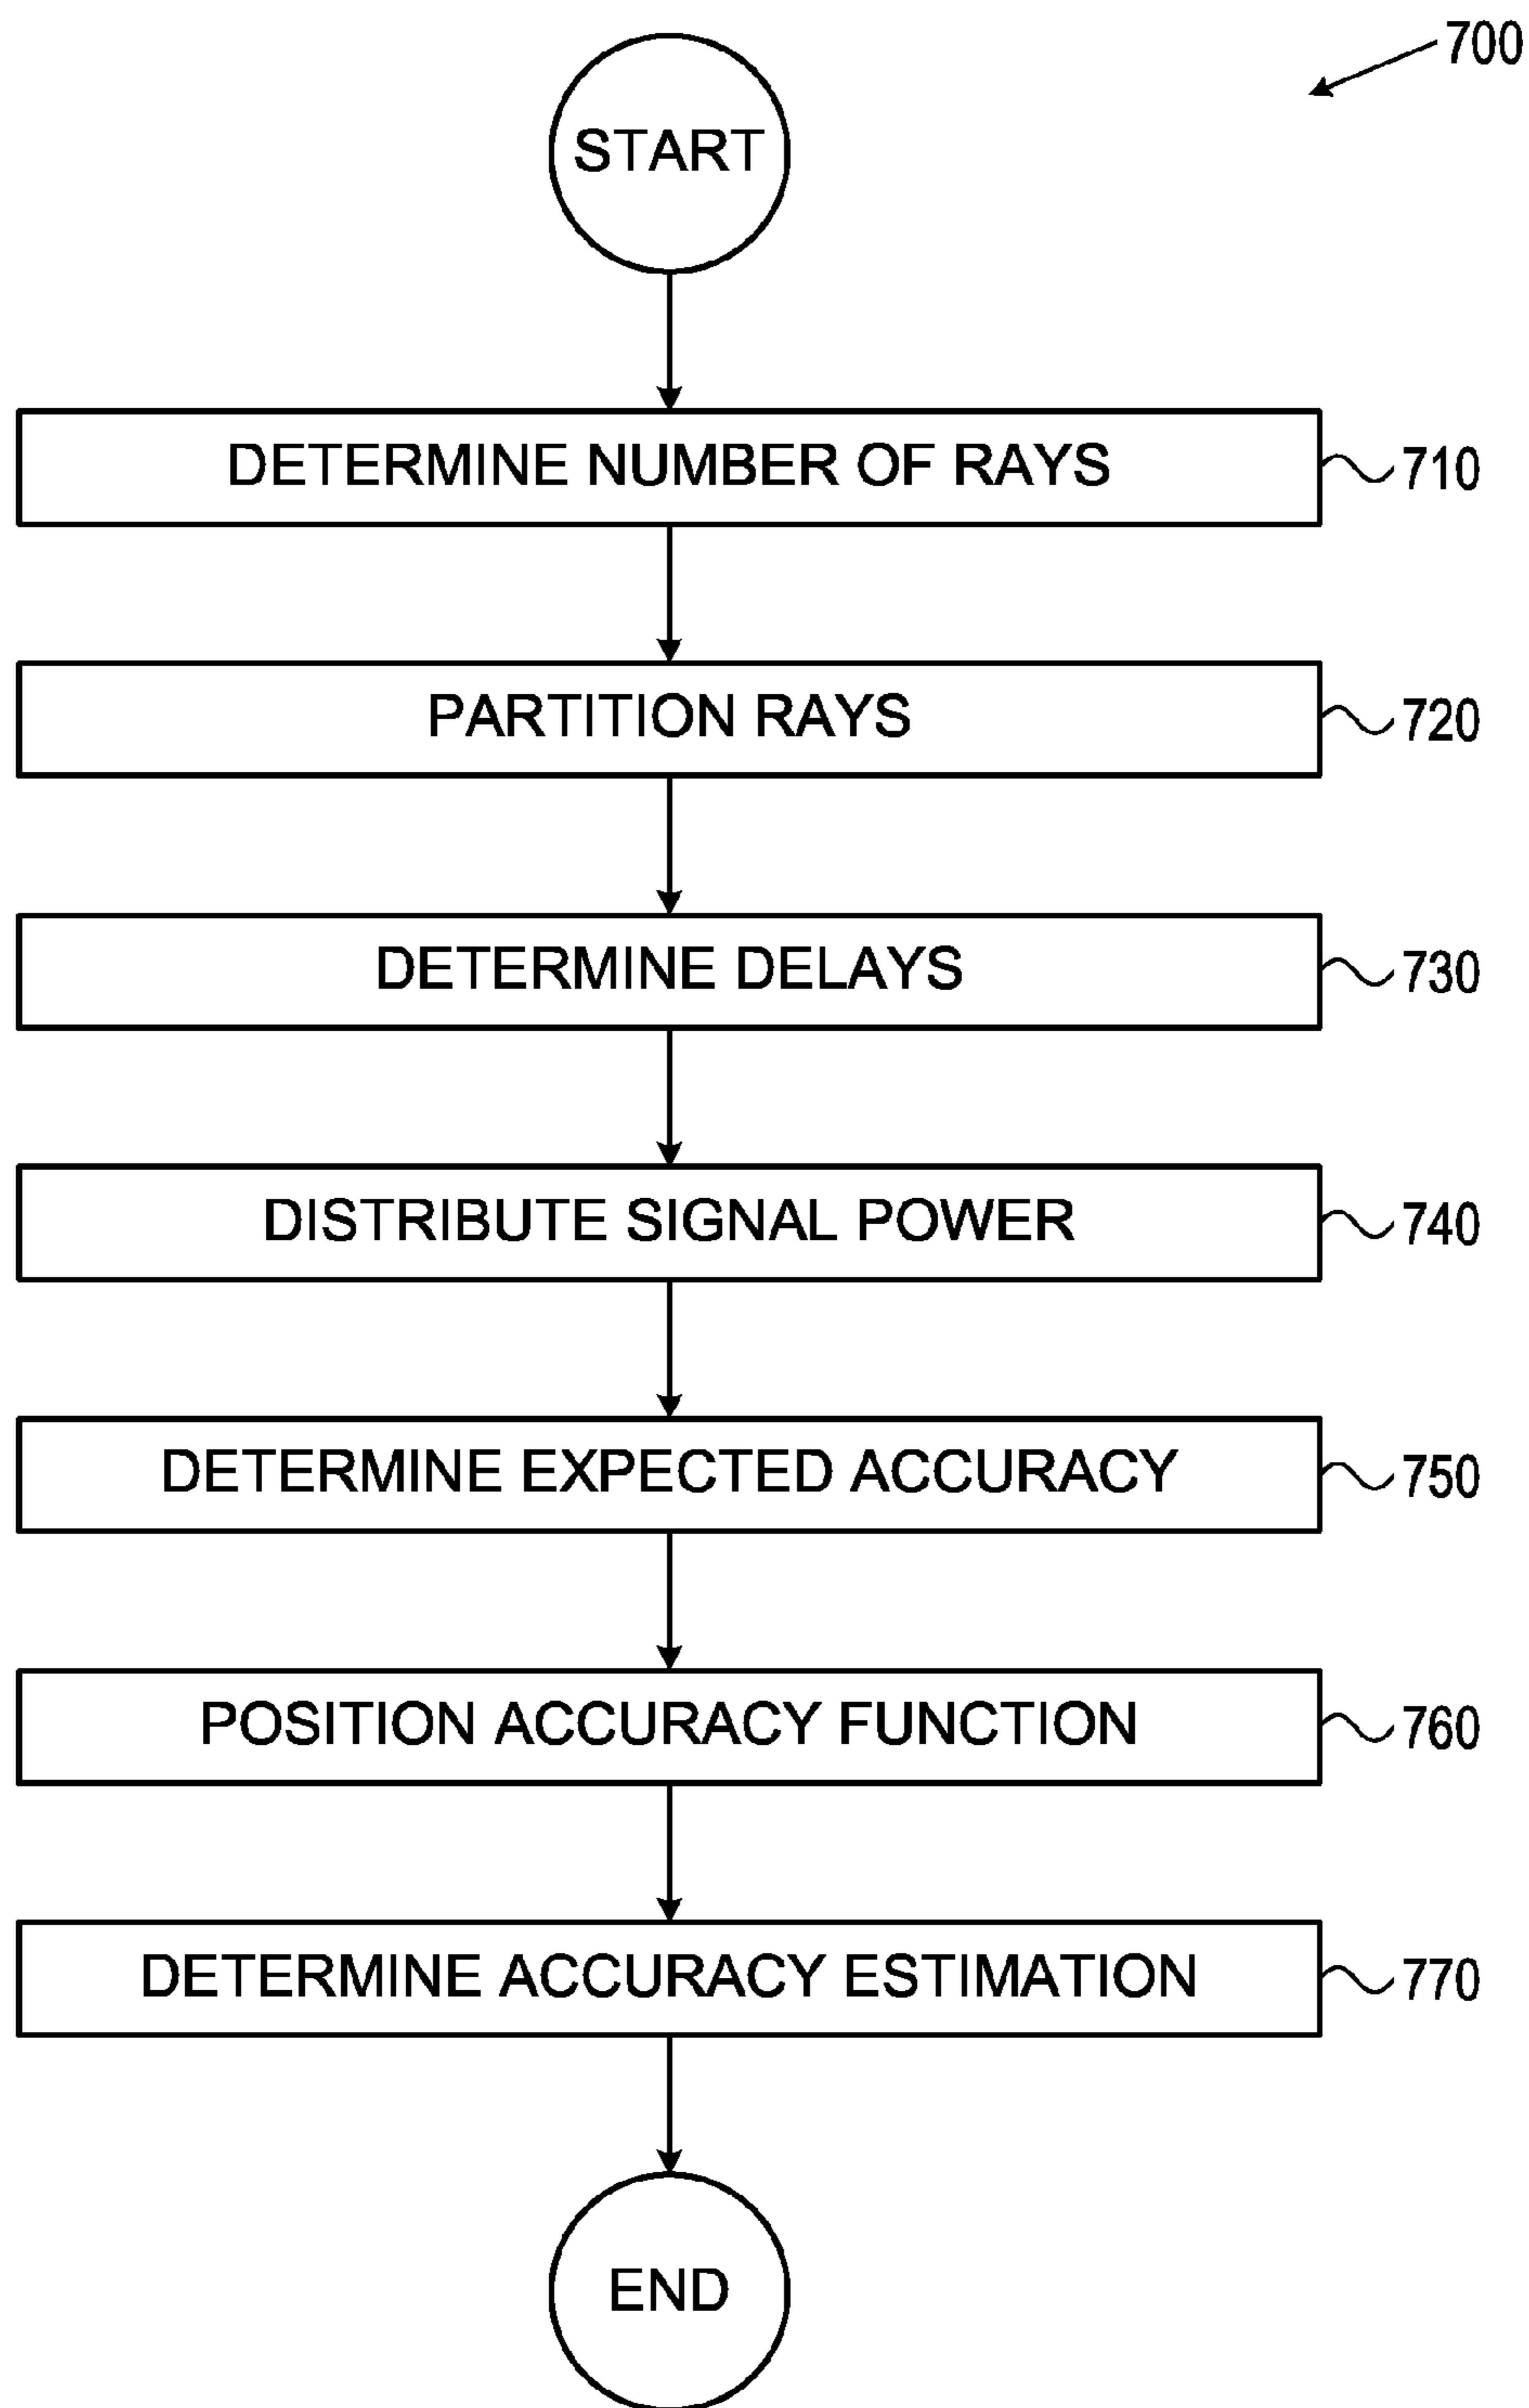 700
START
DETERMINE NUMBER OF RAYS 710
PARTITION RAYS 720
DETERMINE DELAYS 730
DISTRIBUTE SIGNAL POWER 740
DETERMINE EXPECTED ACCURACY 750
POSITION ACCURACY FUNCTION 760
DETERMINE ACCURACY ESTIMATION 770
END